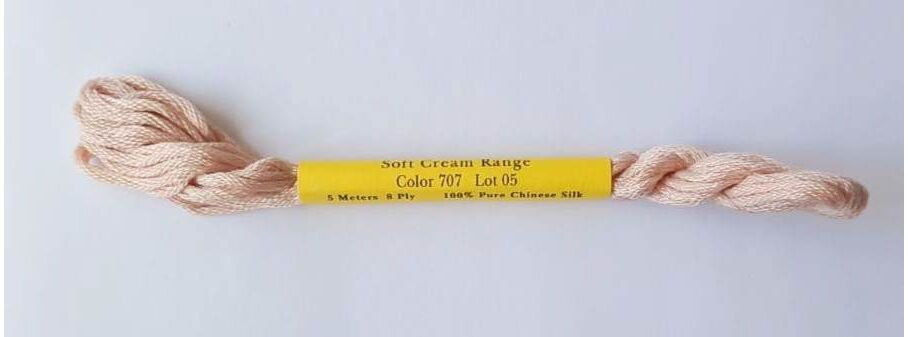 Soft Cream Range
Color 707 Lot 05
5 Meters 8 Ply 100% Pure Chinese Silk